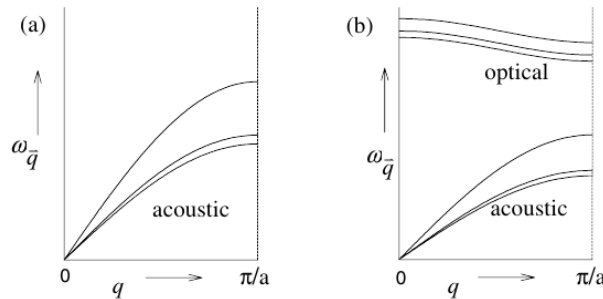 (a)
ω_q⃗
acoustic
0
q
π/a
(b)
optical
ω_q⃗
acoustic
0
q
π/a